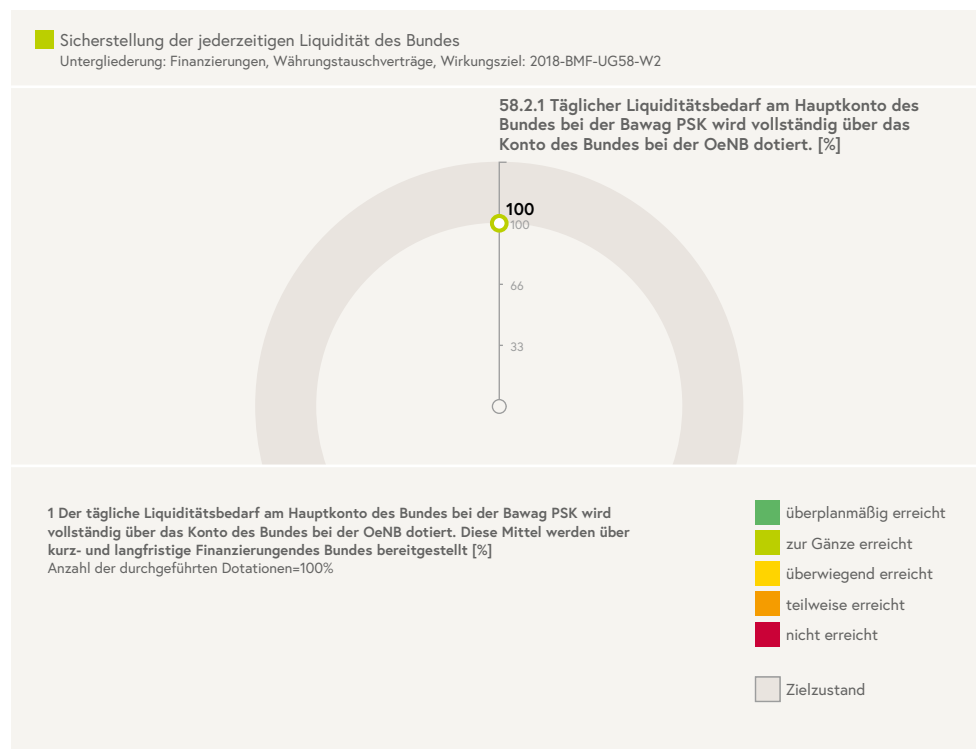 Sicherstellung der jederzeitigen Liquidität des Bundes
Untergliederung: Finanzierungen, Währungstauschverträge, Wirkungsziel: 2018-BMF-UG58-W2
58.2.1 Täglicher Liquiditätsbedarf am Hauptkonto des
Bundes bei der Bawag PSK wird vollständig über das
Konto des Bundes bei der OeNB dotiert. [%]
100
100
66
33
1 Der tägliche Liquiditätsbedarf am Hauptkonto des Bundes bei der Bawag PSK wird
vollständig über das Konto des Bundes bei der OeNB dotiert. Diese Mittel werden über
kurz- und langfristige Finanzierungendes Bundes bereitgestellt [%]
Anzahl der durchgeführten Dotationen=100%
überplanmäßig erreicht
zur Gänze erreicht
überwiegend erreicht
teilweise erreicht
nicht erreicht
Zielzustand